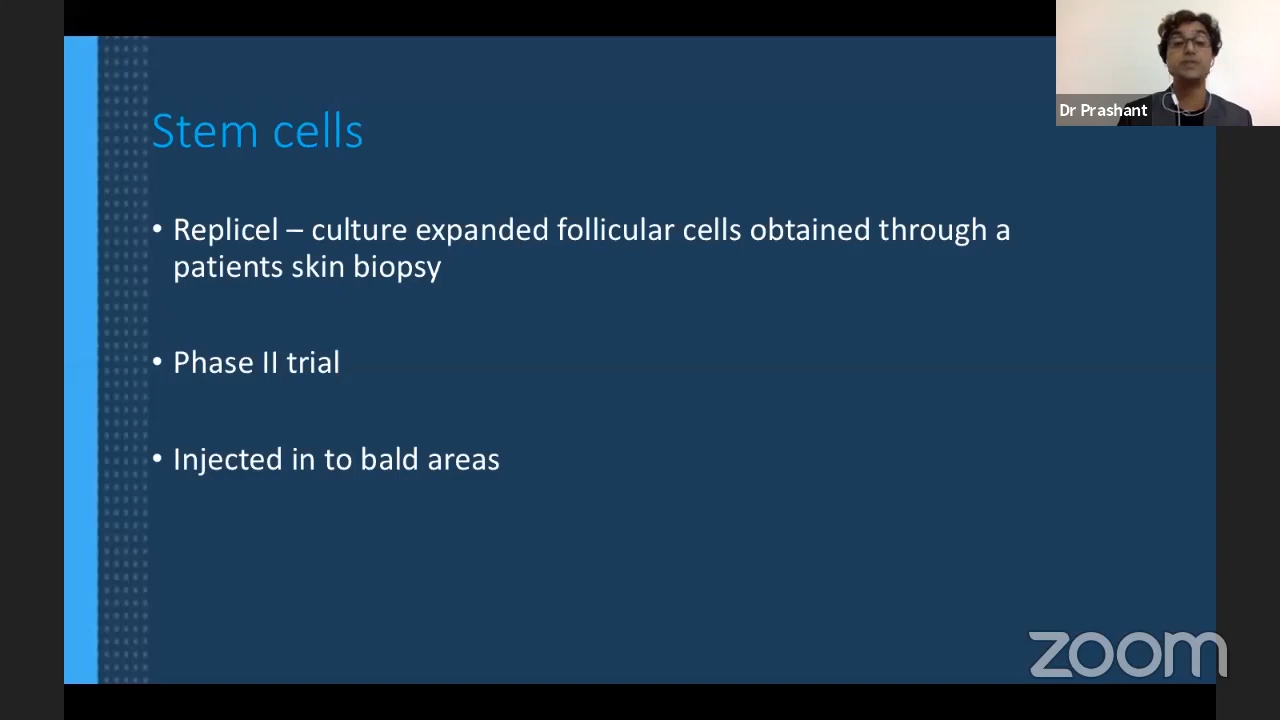 Dr Prashant
Stem cells
• Replicel – culture expanded follicular cells obtained through a
patients skin biopsy
• Phase II trial
• Injected in to bald areas
zoom